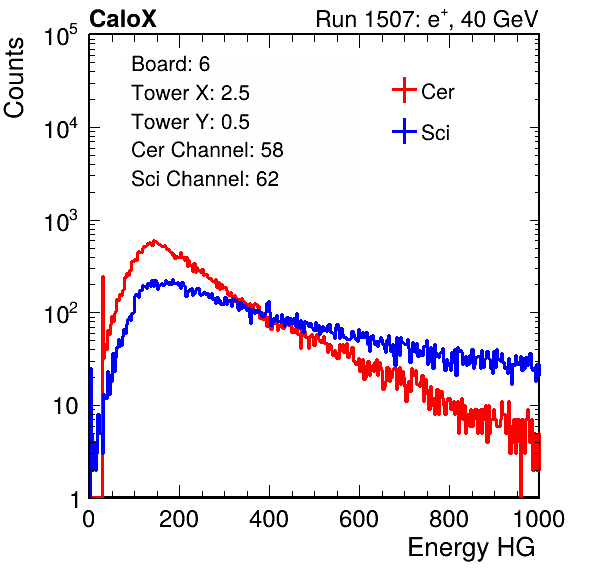 CaloX Run 1507: e⁺, 40 GeV
Board: 6
Tower X: 2.5
Tower Y: 0.5
Cer Channel: 58
Sci Channel: 62
Cer
Sci
Counts
10⁵
10⁴
10³
10²
10
1
0 200 400 600 800 1000
Energy HG